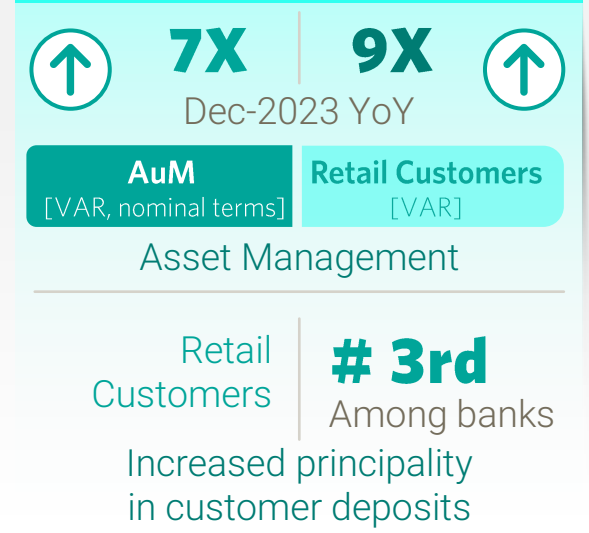 7X 9X
Dec-2023 YoY
AuM
[VAR, nominal terms]
Retail Customers
[VAR]
Asset Management
Retail
Customers
# 3rd
Among banks
Increased principality
in customer deposits